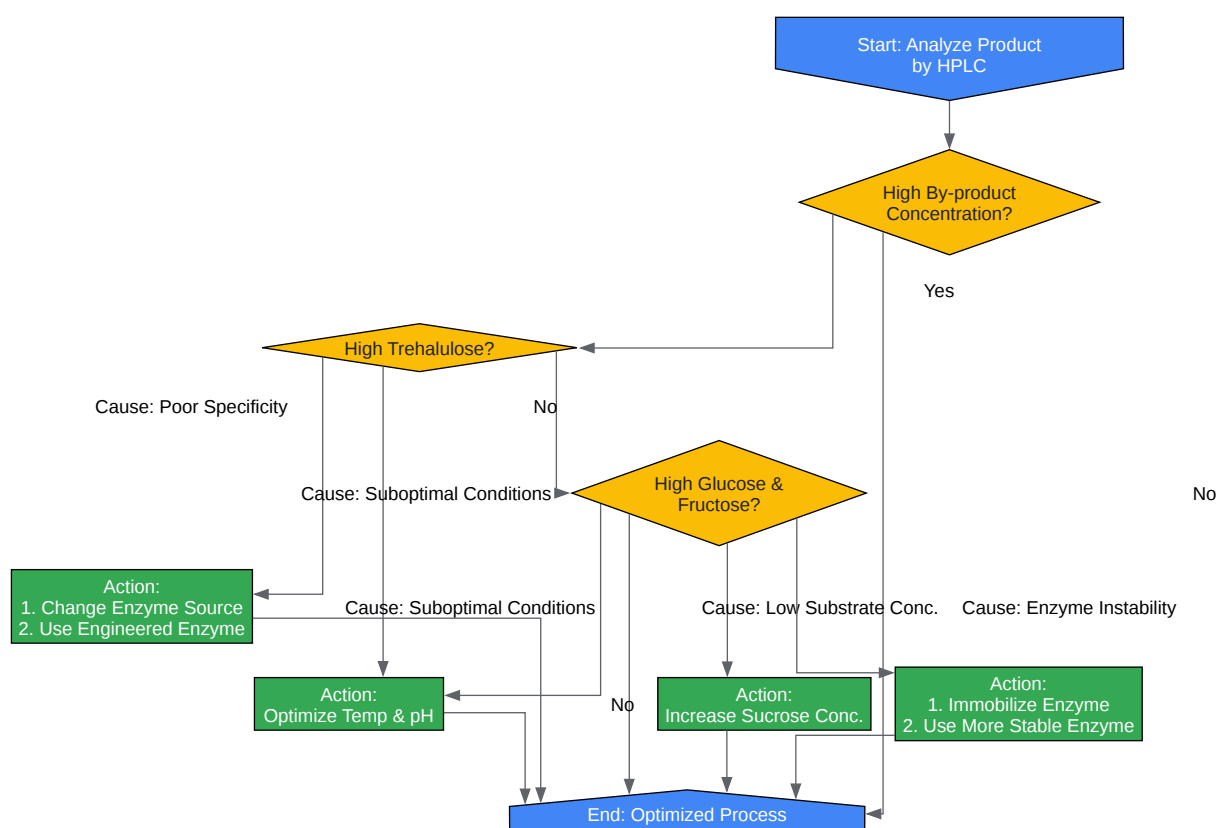 Start: Analyze Product
by HPLC
High By-product
Concentration?
Yes
High Trehalulose?
Cause: Poor Specificity
No
High Glucose &
Fructose?
Cause: Suboptimal Conditions
No
Action:
1. Change Enzyme Source
2. Use Engineered Enzyme
Cause: Suboptimal Conditions
Cause: Low Substrate Conc.
Cause: Enzyme Instability
Action:
Optimize Temp & pH
No
Action:
Increase Sucrose Conc.
Action:
1. Immobilize Enzyme
2. Use More Stable Enzyme
End: Optimized Process